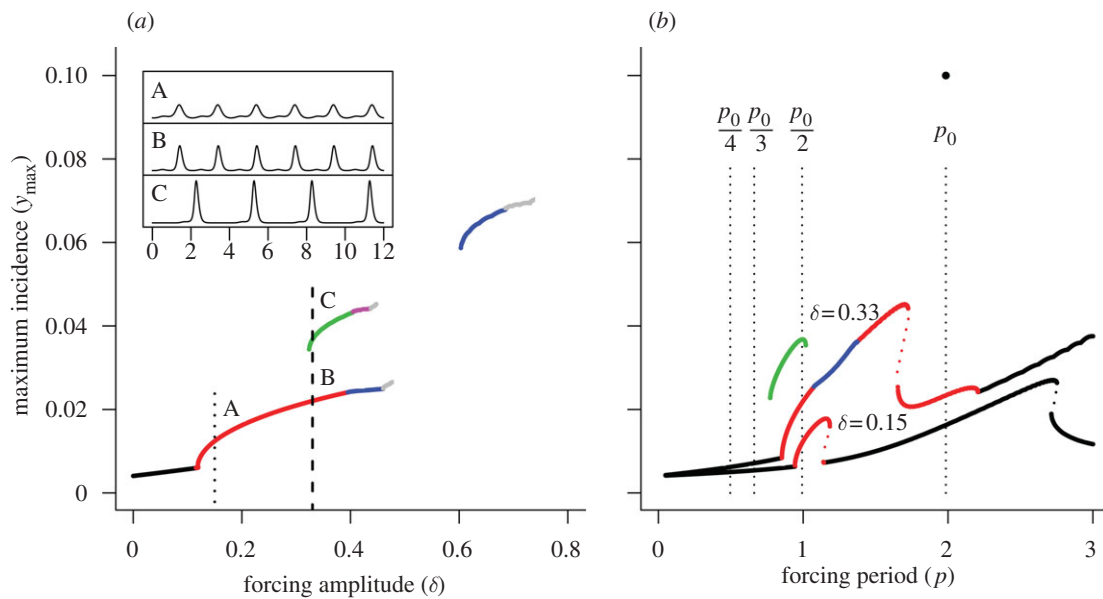 (a)
(b)
maximum incidence (y_max)
0.10
0.08
0.06
0.04
0.02
0
A
B
C
0 2 4 6 8 10 12
C
B
A
0 0.2 0.4 0.6 0.8
forcing amplitude (δ)
p_0/4 p_0/3 p_0/2 p_0
δ=0.33
δ=0.15
0 1 2 3
forcing period (p)